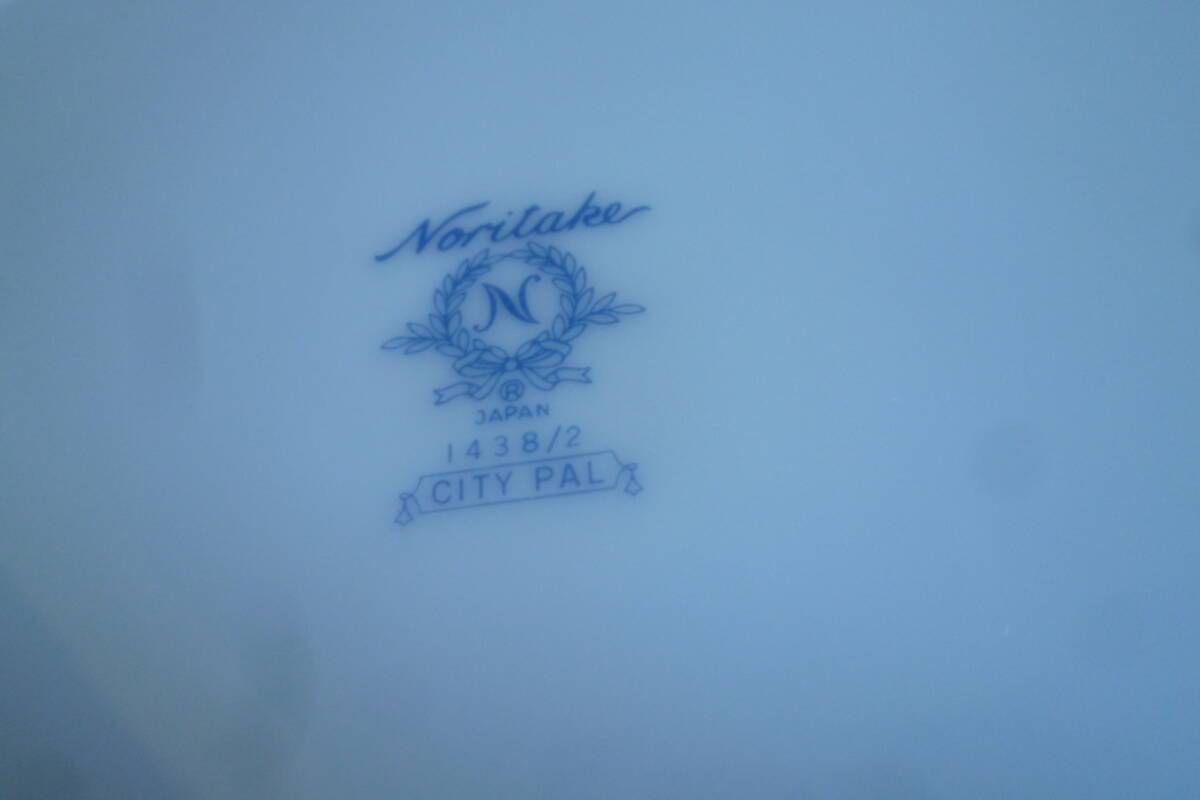 Noritake
N
®
JAPAN
1438/2
CITY PAL